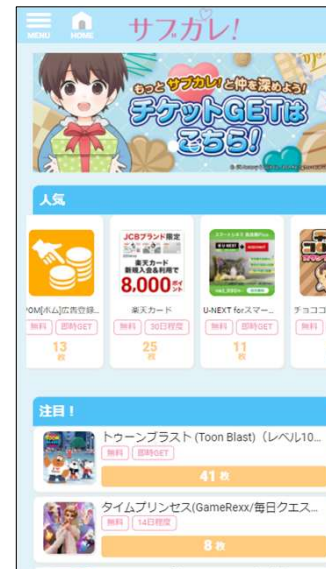 MENU
HOME
サブカレ!
もっとサブカレ!と仲を深めよう!
チケットGETは
こちら!
人気
JCBブランド限定
楽天カード
新規入会&利用で
8,000ポイント
OM[ホム]広告登録...
楽天カード
U-NEXT forスマー...
チョココ
無料 即時GET
無料 30日程度
無料 即時GET
無料
13
枚
25
枚
11
枚
注目!
トゥーンブラスト (Toon Blast)（レベル10...
無料 即時GET
41 枚
タイムプリンセス(GameRexx/毎日クエス...
無料 14日程度
8 枚